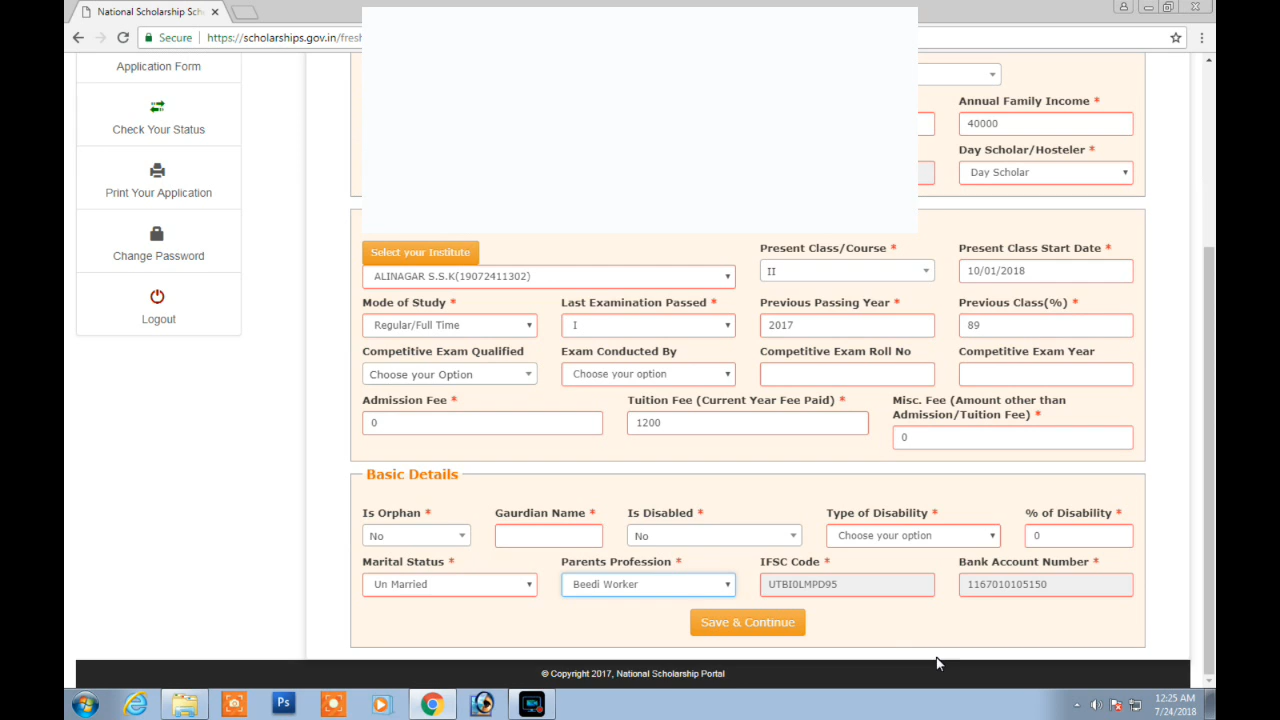 National Scholarship Sch
Secure https://scholarships.gov.in/fresh
Application Form
Annual Family Income *
40000
Check Your Status
Day Scholar/Hosteler *
Day Scholar
Print Your Application
Select your Institute
Present Class/Course *
Present Class Start Date *
Change Password
ALINAGAR S.S.K(19072411302)
II
10/01/2018
Mode of Study *
Last Examination Passed *
Previous Passing Year *
Previous Class(%) *
Logout
Regular/Full Time
I
2017
89
Competitive Exam Qualified
Exam Conducted By
Competitive Exam Roll No
Competitive Exam Year
Choose your Option
Choose your option
Admission Fee *
Tuition Fee (Current Year Fee Paid) *
Misc. Fee (Amount other than
Admission/Tuition Fee) *
0
1200
0
Basic Details
Is Orphan *
Gaurdian Name *
Is Disabled *
Type of Disability *
% of Disability *
No
No
Choose your option
0
Marital Status *
Parents Profession *
IFSC Code *
Bank Account Number *
Un Married
Beedi Worker
UTBI0LMPD95
1167010105150
Save & Continue
© Copyright 2017, National Scholarship Portal
Ps
12:25 AM
7/24/2018